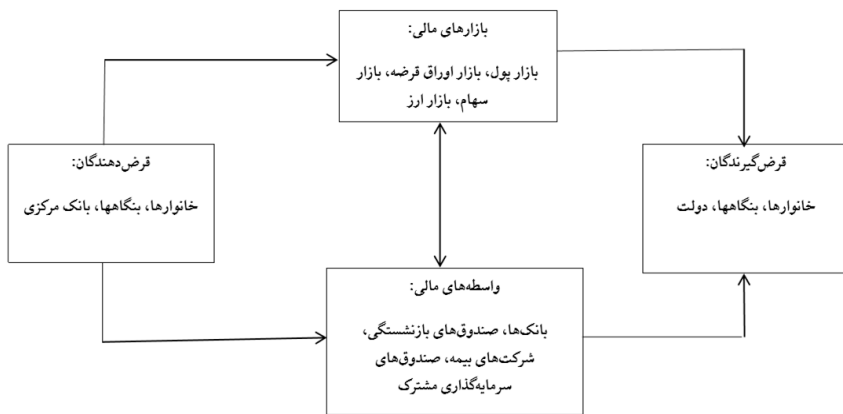 بازارهای مالی:
بازار پول، بازار اوراق قرضه، بازار
سهام، بازار ارز
قرض‌دهندگان:
خانوارها، بنگاهها، بانک مرکزی
قرض‌گیرندگان:
خانوارها، بنگاهها، دولت
واسطه‌های مالی:
بانک‌ها، صندوق‌های بازنشستگی،
شرکت‌های بیمه، صندوق‌های
سرمایه‌گذاری مشترک